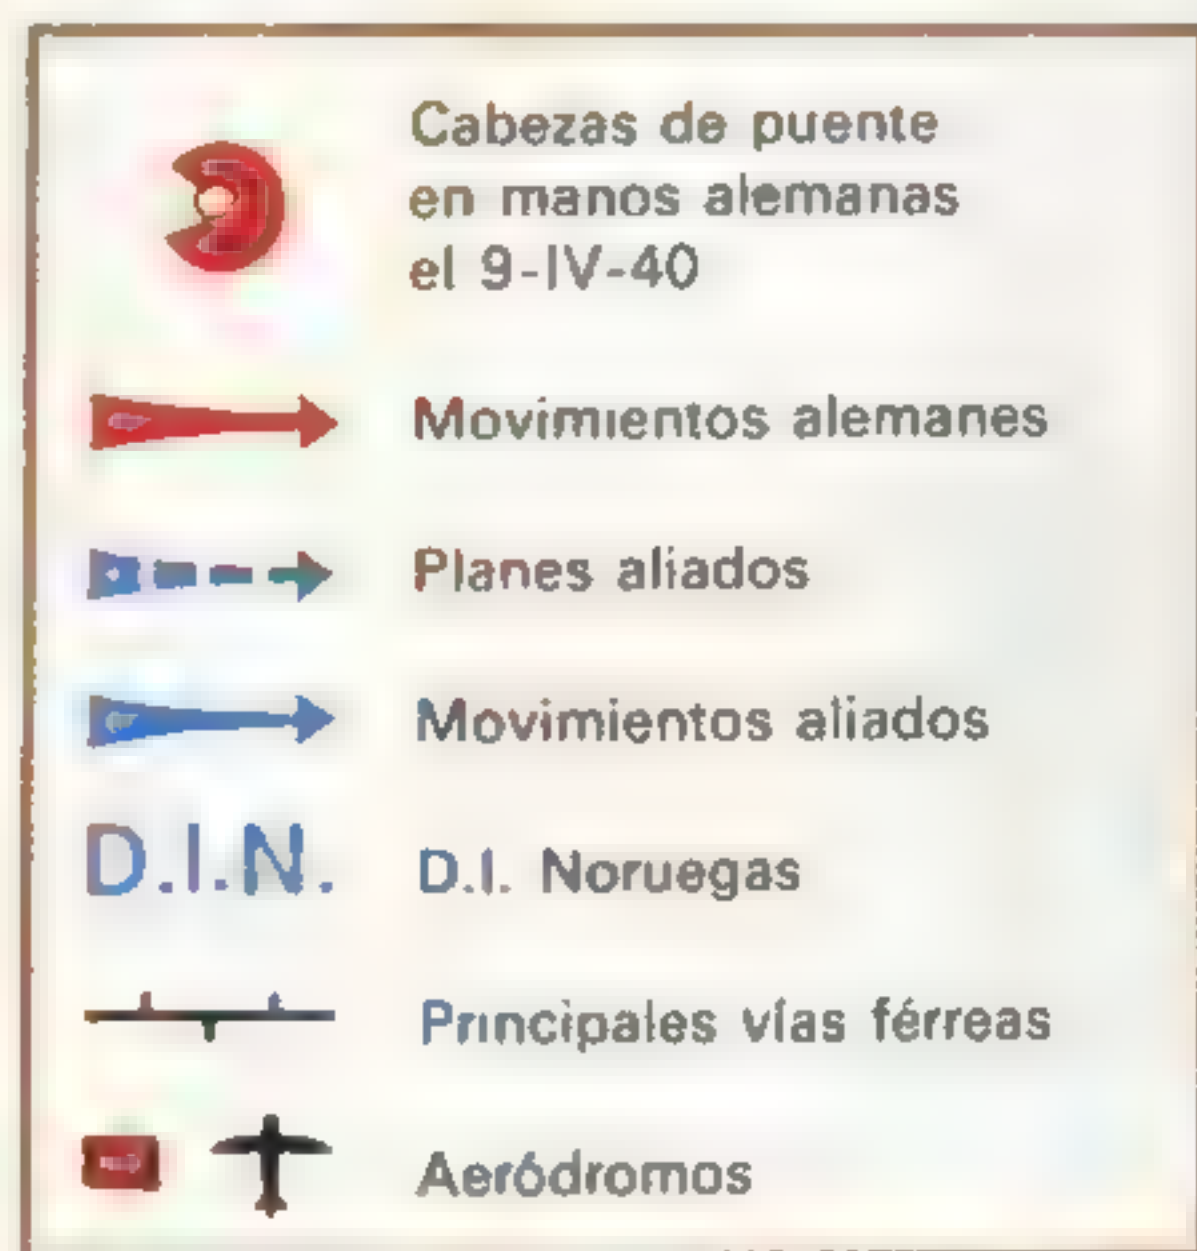 Cabezas de puente
en manos alemanas
el 9-IV-40
Movimientos alemanes
Planes aliados
Movimientos aliados
D.I.N. D.I. Noruegas
Principales vías férreas
Aeródromos